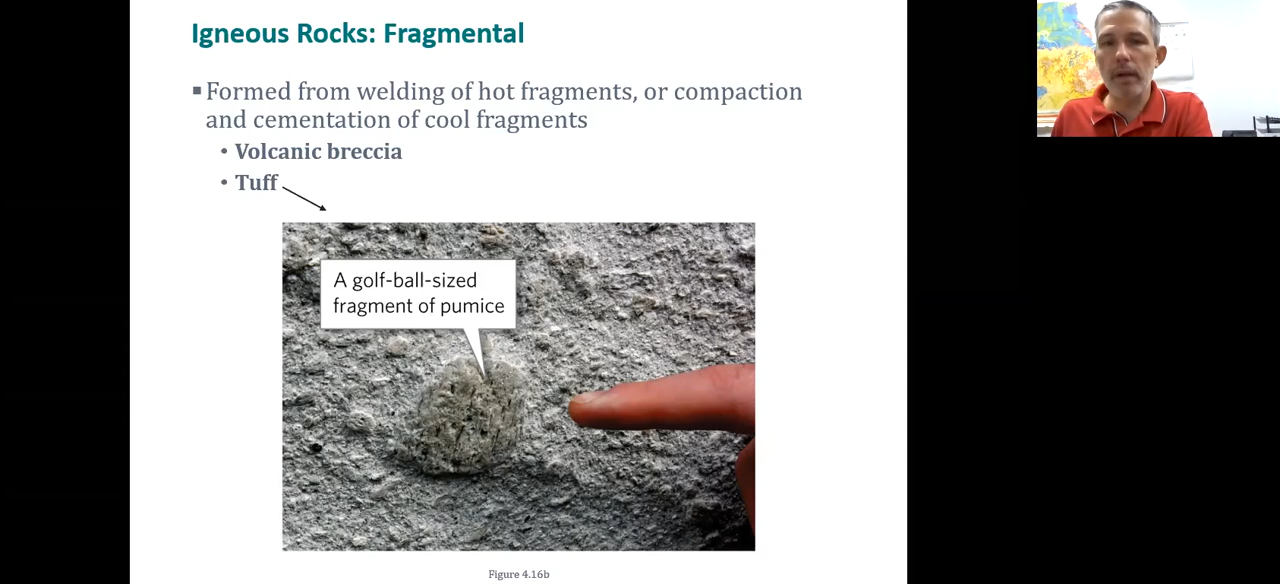 Igneous Rocks: Fragmental
▪ Formed from welding of hot fragments, or compaction
and cementation of cool fragments
• Volcanic breccia
• Tuff
A golf-ball-sized
fragment of pumice
Figure 4.16b